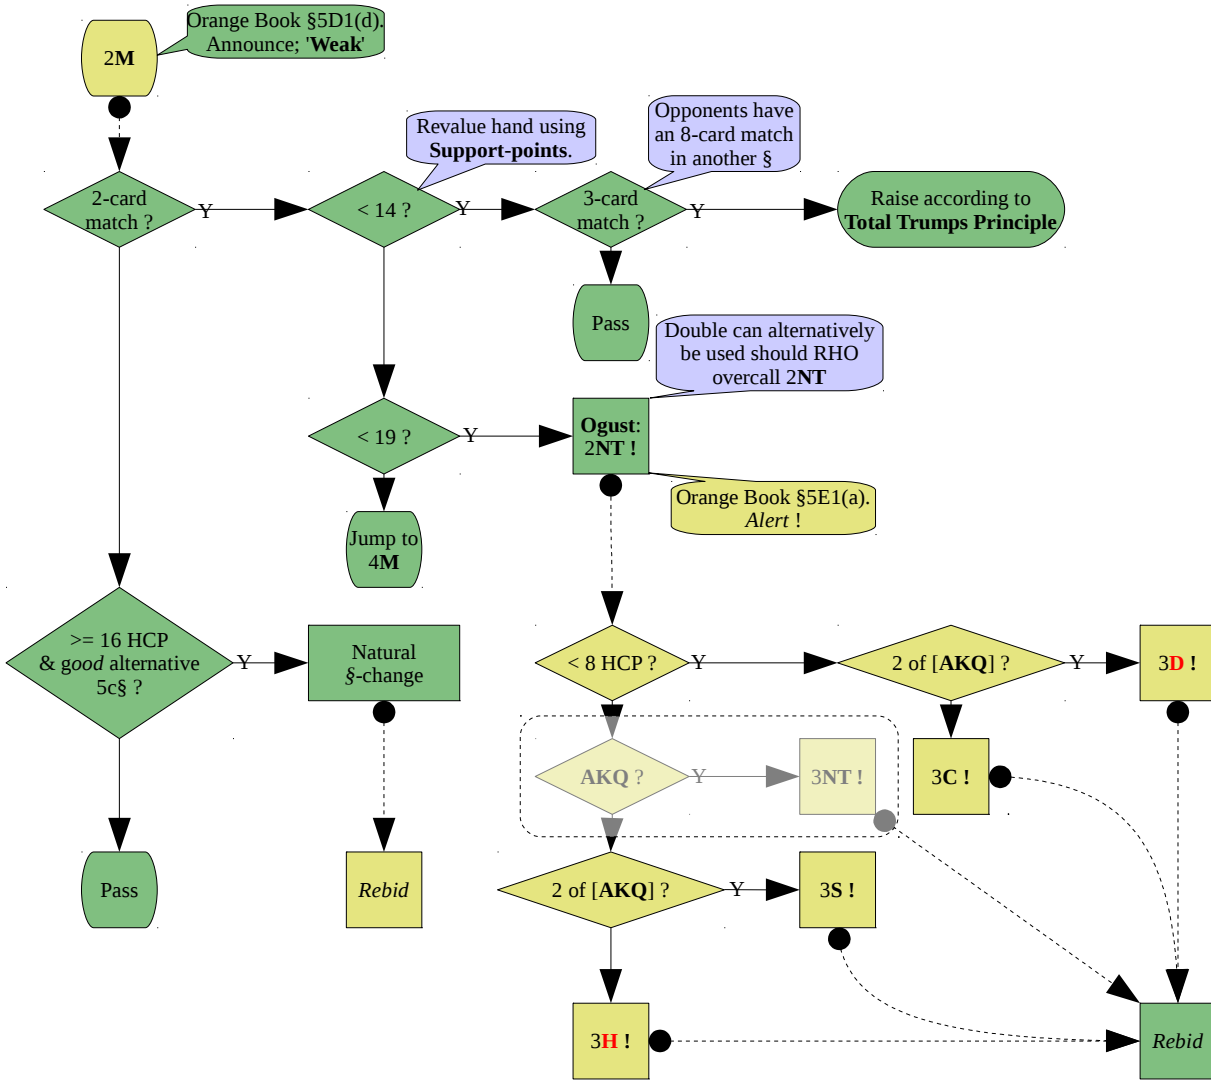 Orange Book §5D1(d).
Announce; 'Weak'
2M
Revalue hand using
Support-points.
Opponents have
an 8-card match
in another §
2-card
match ?
Y
< 14 ?
Y
3-card
match ?
Y
Raise according to
Total Trumps Principle
Pass
Double can alternatively
be used should RHO
overcall 2NT
< 19 ?
Y
Ogust:
2NT !
Orange Book §5E1(a).
Alert !
Jump to
4M
>= 16 HCP
& good alternative
5c§ ?
Y
Natural
§-change
< 8 HCP ?
Y
2 of [AKQ] ?
Y
3D !
AKQ ?
Y
3NT !
3C !
Pass
Rebid
2 of [AKQ] ?
Y
3S !
3H !
Rebid